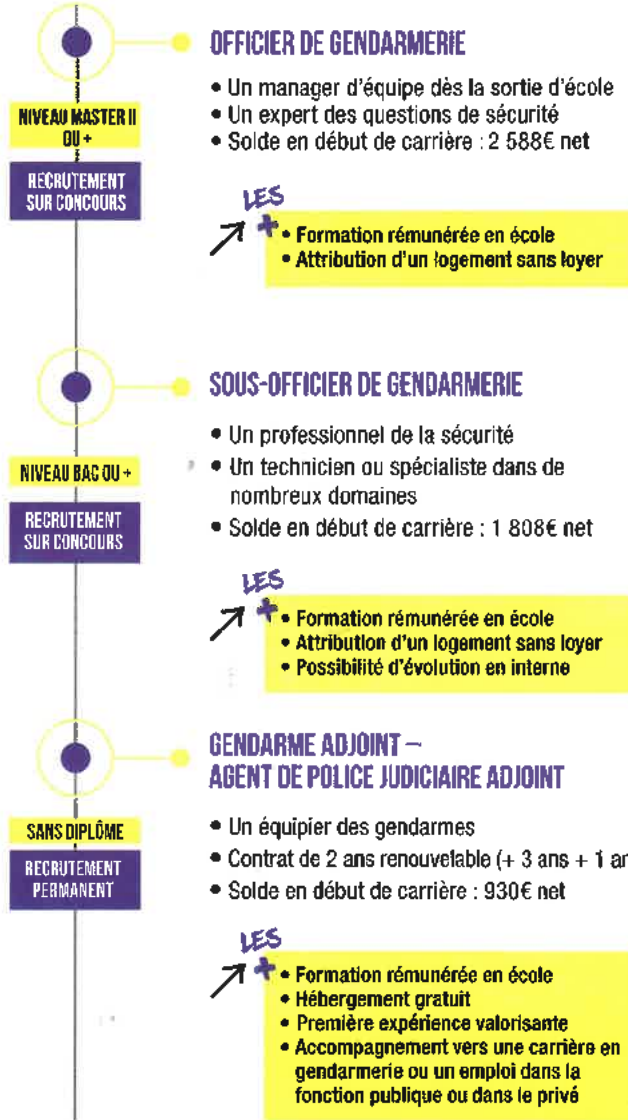 OFFICIER DE GENDARMERIE
• Un manager d'équipe dès la sortie d'école
• Un expert des questions de sécurité
• Solde en début de carrière : 2 588€ net
NIVEAU MASTER II
OU +
RECRUTEMENT
SUR CONCOURS
LES
+
• Formation rémunérée en école
• Attribution d'un logement sans loyer
SOUS-OFFICIER DE GENDARMERIE
• Un professionnel de la sécurité
• Un technicien ou spécialiste dans de
nombreux domaines
• Solde en début de carrière : 1 808€ net
NIVEAU BAC OU +
RECRUTEMENT
SUR CONCOURS
LES
+
• Formation rémunérée en école
• Attribution d'un logement sans loyer
• Possibilité d'évolution en interne
GENDARME ADJOINT –
AGENT DE POLICE JUDICIAIRE ADJOINT
• Un équipier des gendarmes
• Contrat de 2 ans renouvelable (+ 3 ans + 1 an
• Solde en début de carrière : 930€ net
SANS DIPLÔME
RECRUTEMENT
PERMANENT
LES
+
• Formation rémunérée en école
• Hébergement gratuit
• Première expérience valorisante
• Accompagnement vers une carrière en
gendarmerie ou un emploi dans la
fonction publique ou dans le privé